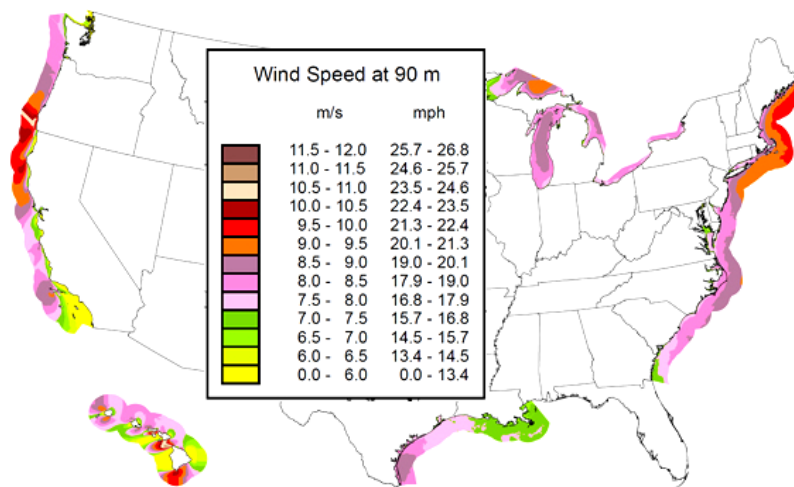 Wind Speed at 90 m
m/s mph
11.5 - 12.0 25.7 - 26.8
11.0 - 11.5 24.6 - 25.7
10.5 - 11.0 23.5 - 24.6
10.0 - 10.5 22.4 - 23.5
9.5 - 10.0 21.3 - 22.4
9.0 - 9.5 20.1 - 21.3
8.5 - 9.0 19.0 - 20.1
8.0 - 8.5 17.9 - 19.0
7.5 - 8.0 16.8 - 17.9
7.0 - 7.5 15.7 - 16.8
6.5 - 7.0 14.5 - 15.7
6.0 - 6.5 13.4 - 14.5
0.0 - 6.0 0.0 - 13.4